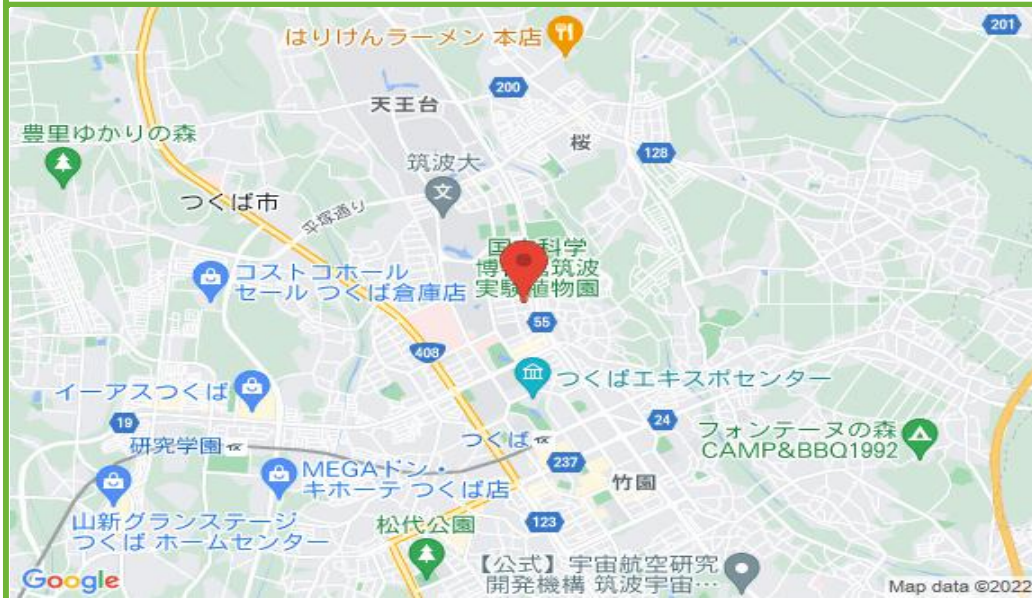 はりけんラーメン 本店
201
200
天王台
豊里ゆかりの森
桜
128
筑波大
文
つくば市
平塚通り
コストコホール
セール つくば倉庫店
国
科学
博
筑波
実験植物園
55
408
つくばエキスポセンター
イーアスつくば
19
研究学園
24
フォンテーヌの森
CAMP&BBQ1992
つくば
MEGAドン・
キホーテ つくば店
237
竹園
山新グランステージ
つくば ホームセンター
松代公園
123
【公式】宇宙航空研究
開発機構 筑波宇宙…
Google
Map data ©2022